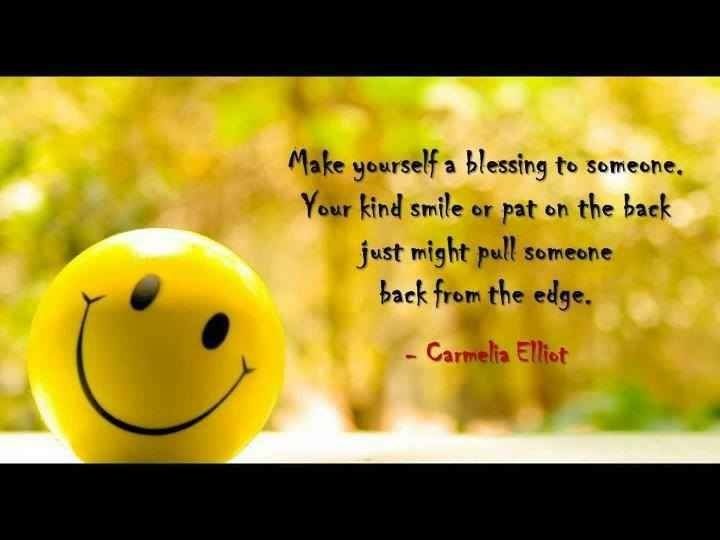 Make yourself a blessing to someone.
Your kind smile or pat on the back
just might pull someone
back from the edge.
- Carmelia Elliot